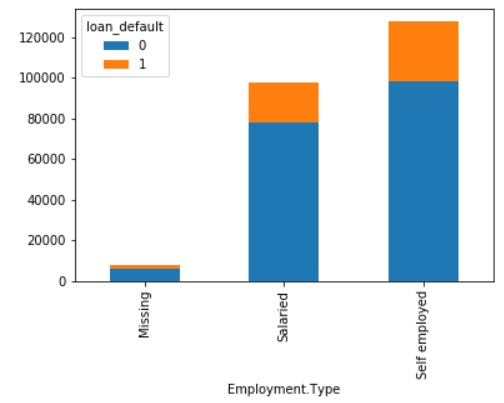 loan_default
0
1
120000
100000
80000
60000
40000
20000
0
Missing
Salaried
Self employed
Employment.Type